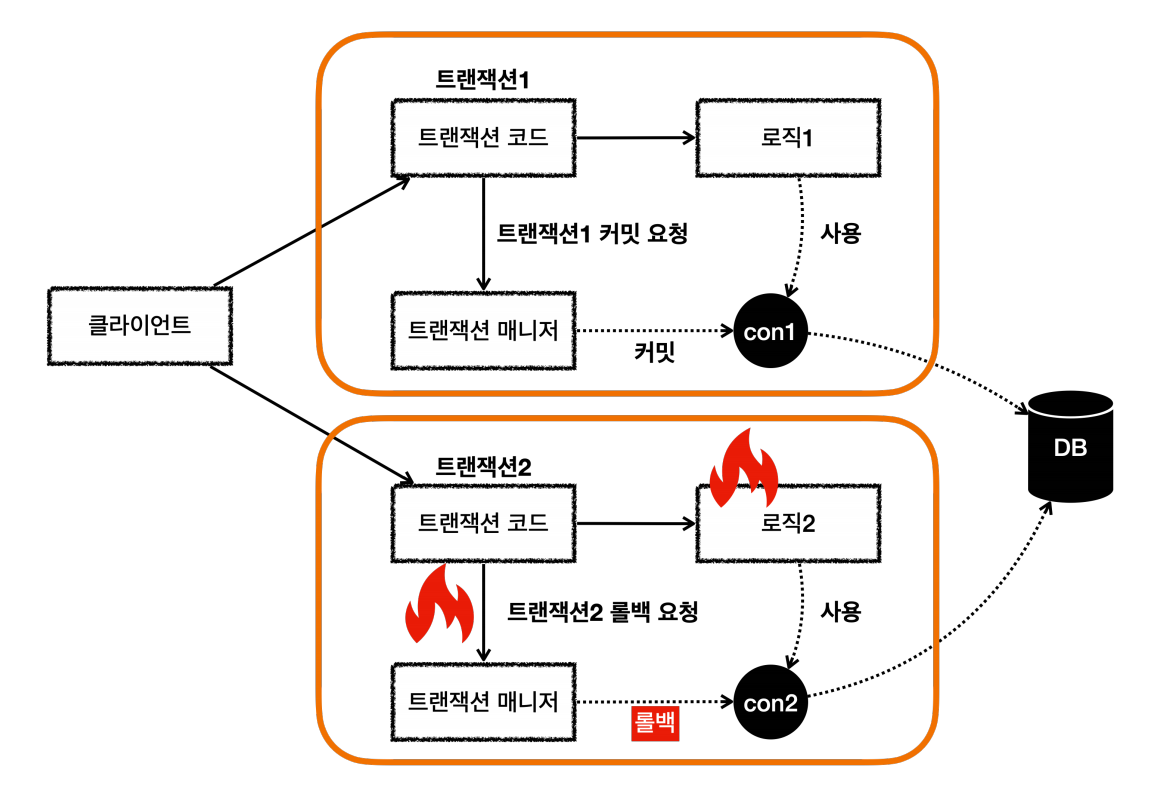 트랜잭션1
트랜잭션 코드
로직1
트랜잭션1 커밋 요청
사용
클라이언트
트랜잭션 매니저
con1
커밋
DB
트랜잭션2
트랜잭션 코드
로직2
트랜잭션2 롤백 요청
사용
트랜잭션 매니저
con2
롤백